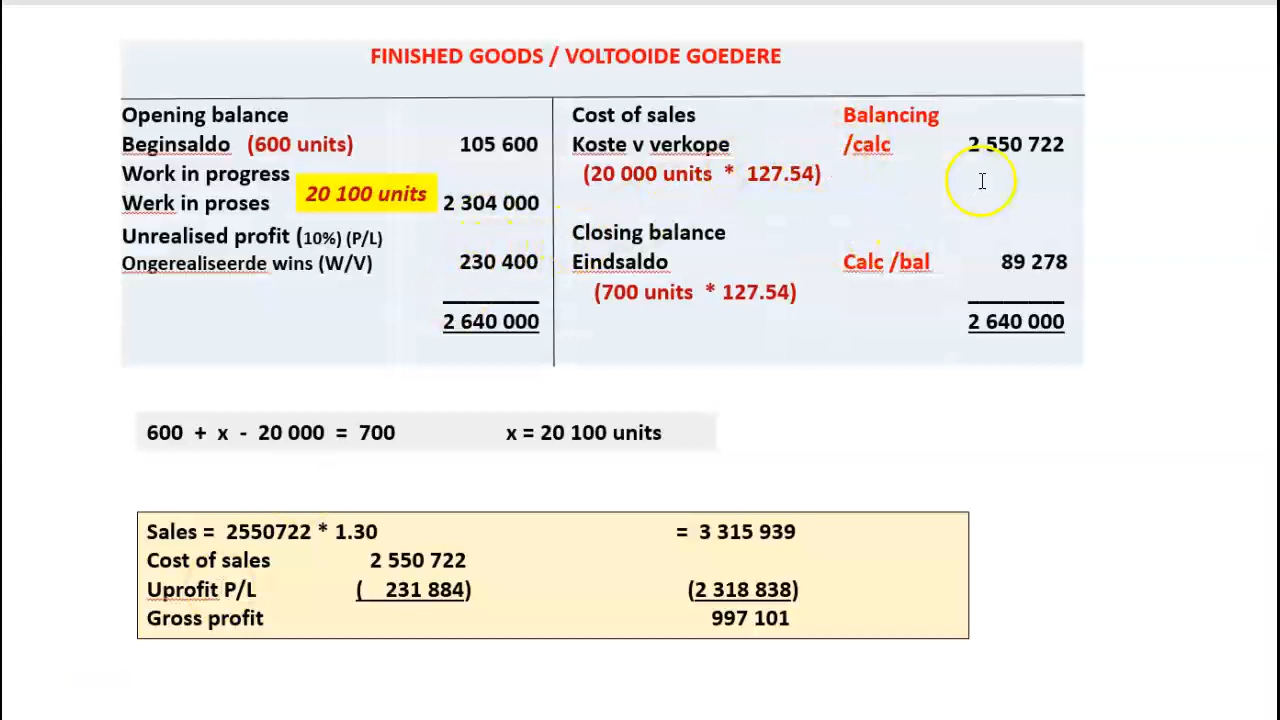 FINISHED GOODS / VOLTOOIDE GOEDERE
Opening balance
Beginsaldo (600 units) 105 600
Work in progress
20 100 units
Werk in proses 2 304 000
Unrealised profit (10%) (P/L)
Ongerealiseerde wins (W/V) 230 400
2 640 000
Cost of sales Balancing
Koste v verkope /calc 2 550 722
(20 000 units * 127.54)
Closing balance
Eindsaldo Calc /bal 89 278
(700 units * 127.54)
2 640 000
600 + x - 20 000 = 700 x = 20 100 units
Sales = 2550722 * 1.30 = 3 315 939
Cost of sales 2 550 722
Uprofit P/L ( 231 884) (2 318 838)
Gross profit 997 101